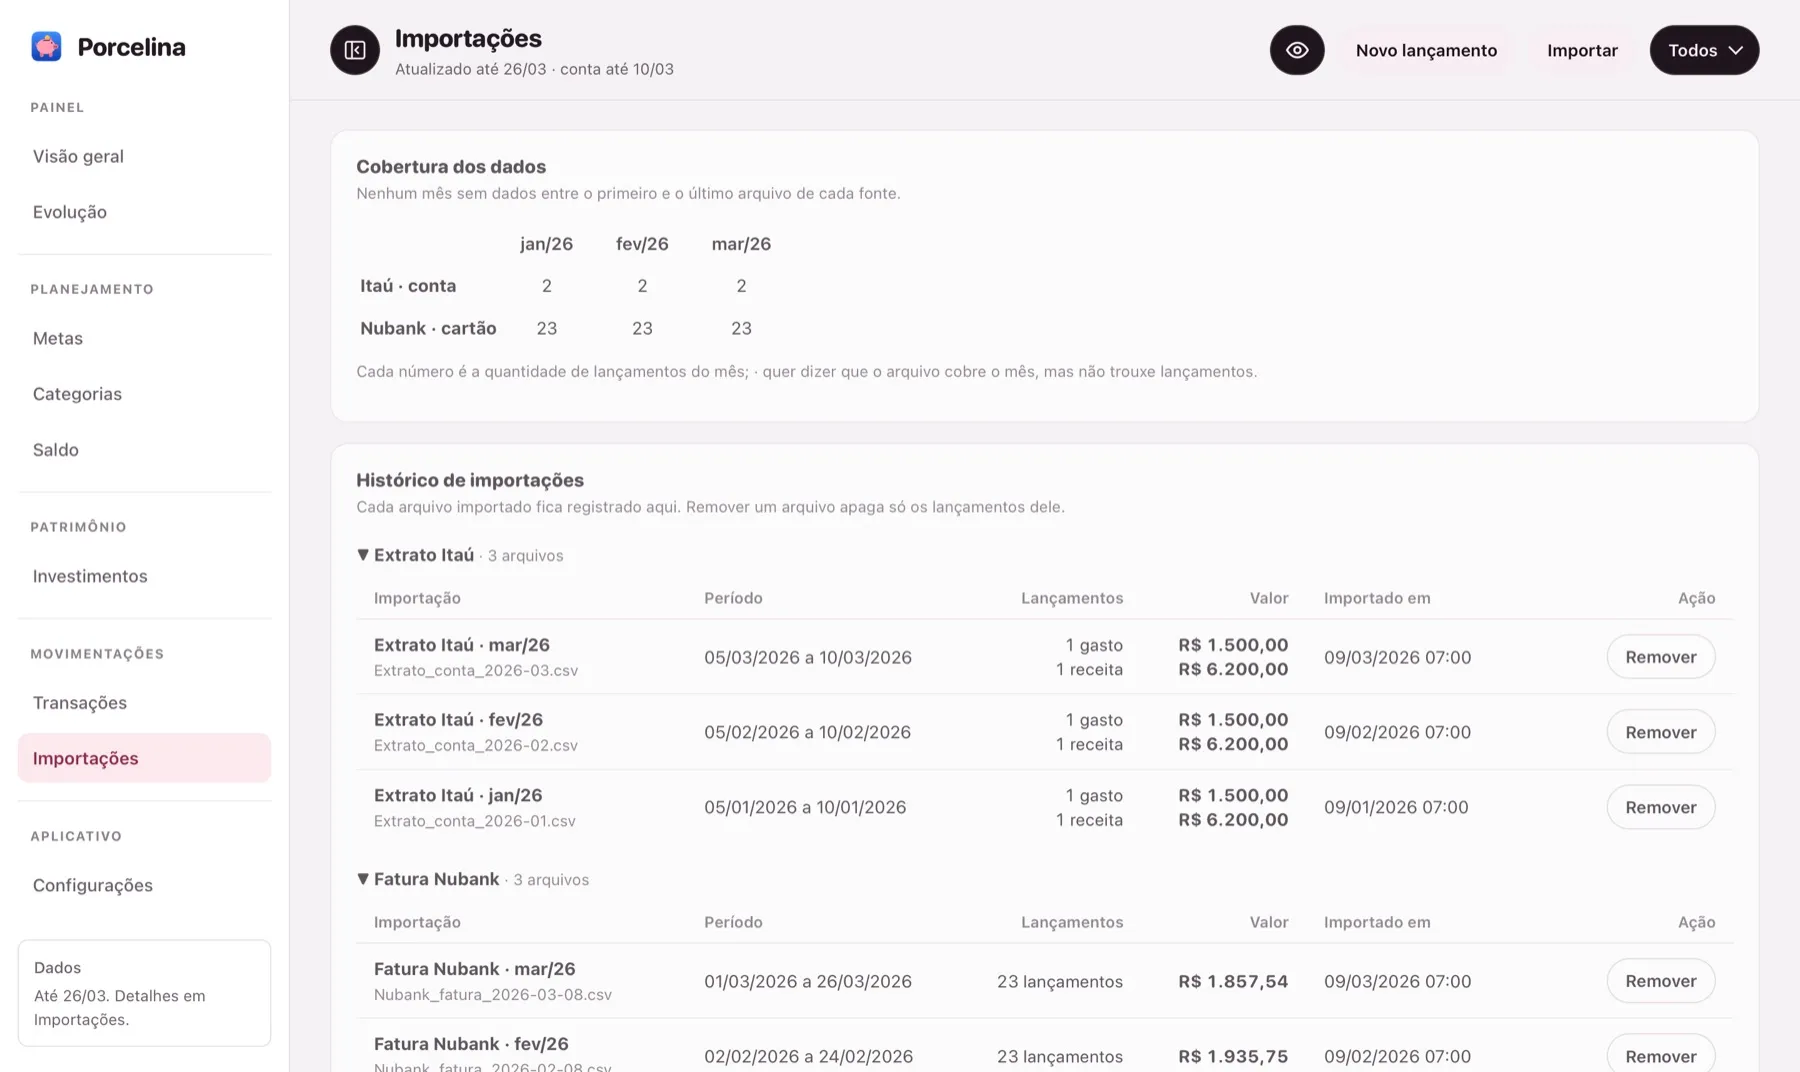 Porcelina
PAINEL
Visão geral
Evolução
PLANEJAMENTO
Metas
Categorias
Saldo
PATRIMÔNIO
Investimentos
MOVIMENTAÇÕES
Transações
Importações
APLICATIVO
Configurações
Dados
Até 26/03. Detalhes em
Importações.
Importações
Atualizado até 26/03 · conta até 10/03
Novo lançamento
Importar
Todos
Cobertura dos dados
Nenhum mês sem dados entre o primeiro e o último arquivo de cada fonte.
jan/26 fev/26 mar/26
Itaú · conta 2 2 2
Nubank · cartão 23 23 23
Cada número é a quantidade de lançamentos do mês; · quer dizer que o arquivo cobre o mês, mas não trouxe lançamentos.
Histórico de importações
Cada arquivo importado fica registrado aqui. Remover um arquivo apaga só os lançamentos dele.
▼ Extrato Itaú · 3 arquivos
Importação Período Lançamentos Valor Importado em Ação
Extrato Itaú · mar/26 1 gasto R$ 1.500,00
05/03/2026 a 10/03/2026 09/03/2026 07:00 Remover
Extrato_conta_2026-03.csv 1 receita R$ 6.200,00
Extrato Itaú · fev/26 1 gasto R$ 1.500,00
05/02/2026 a 10/02/2026 09/02/2026 07:00 Remover
Extrato_conta_2026-02.csv 1 receita R$ 6.200,00
Extrato Itaú · jan/26 1 gasto R$ 1.500,00
05/01/2026 a 10/01/2026 09/01/2026 07:00 Remover
Extrato_conta_2026-01.csv 1 receita R$ 6.200,00
▼ Fatura Nubank · 3 arquivos
Importação Período Lançamentos Valor Importado em Ação
Fatura Nubank · mar/26
01/03/2026 a 26/03/2026 23 lançamentos R$ 1.857,54 09/03/2026 07:00 Remover
Nubank_fatura_2026-03-08.csv
Fatura Nubank · fev/26
02/02/2026 a 24/02/2026 23 lançamentos R$ 1.935,75 09/02/2026 07:00 Remover
Nubank_fatura_2026-02-08.csv